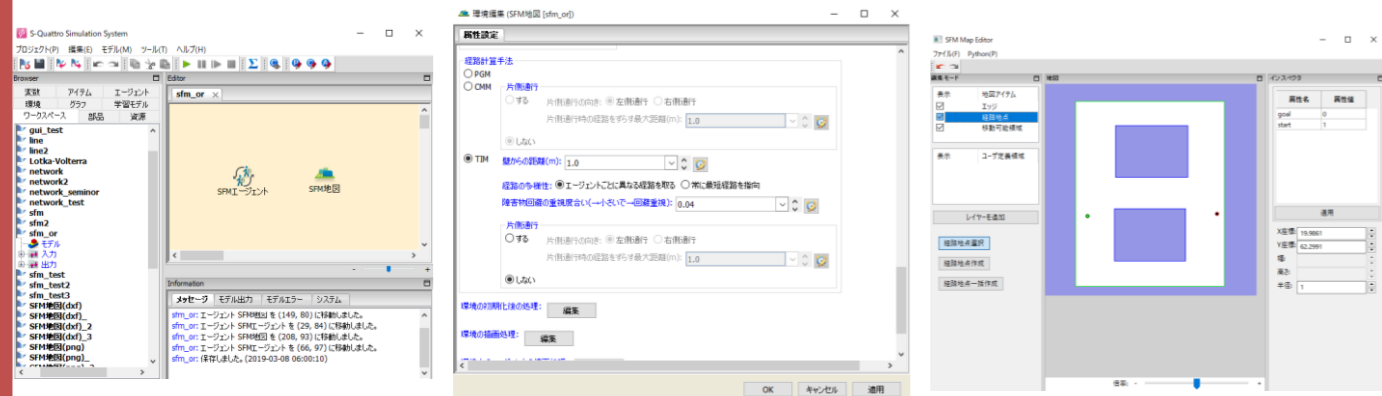 S-Quattro Simulation System
プロジェクト(P) 編集(E) モデル(M) ツール(T) ヘルプ(H)
Browser
変数 アイテム エージェント
環境 グラフ 学習モデル
ワークスペース 部品 資源
gui_test
line
line2
Lotka-Volterra
network
network2
network_seminor
network_test
sfm
sfm2
sfm_or
モデル
入力
出力
sfm_test
sfm_test2
sfm_test3
SFM地図(dxf)
SFM地図(dxf)_
SFM地図(dxf)_2
SFM地図(dxf)_3
SFM地図(png)
SFM地図(png)_
Editor
sfm_or ×
SFMエージェント
SFM地図
Information
メッセージ モデル出力 モデルエラー システム
sfm_or: エージェント SFM地図 を (149, 80) に移動しました。
sfm_or: エージェント SFMエージェント を (29, 84) に移動しました。
sfm_or: エージェント SFM地図 を (208, 93) に移動しました。
sfm_or: エージェント SFMエージェント を (66, 97) に移動しました。
sfm_or: 保存しました。(2019-03-08 06:00:10)
環境編集 (SFM地図 [sfm_or])
属性設定
経路計算手法
PGM
CMM 片側通行
する 片側通行の向き: 左側通行 右側通行
片側通行時の経路をずらす最大距離(m): 1.0
しない
TIM 壁からの距離(m): 1.0
経路の多様性: エージェントごとに異なる経路を取る 常に最短経路を指向
障害物回避の重視度合い(→小さいで→回避重視): 0.04
片側通行
する 片側通行の向き: 左側通行 右側通行
片側通行時の経路をずらす最大距離(m): 1.0
しない
環境の初期化後の処理: 編集
環境の描画処理: 編集
OK キャンセル 適用
SFM Map Editor
ファイル(F) Python(P)
編集モード
表示 地図アイテム
エッジ
経路地点
移動可能領域
表示 ユーザ定義領域
レイヤーを追加
経路地点選択
経路地点作成
経路地点一括作成
地図
倍率: - +
インスペクタ
属性名 属性値
goal 0
start 1
適用
X座標: 19.9861
Y座標: 62.2991
幅:
高さ:
半径: 1